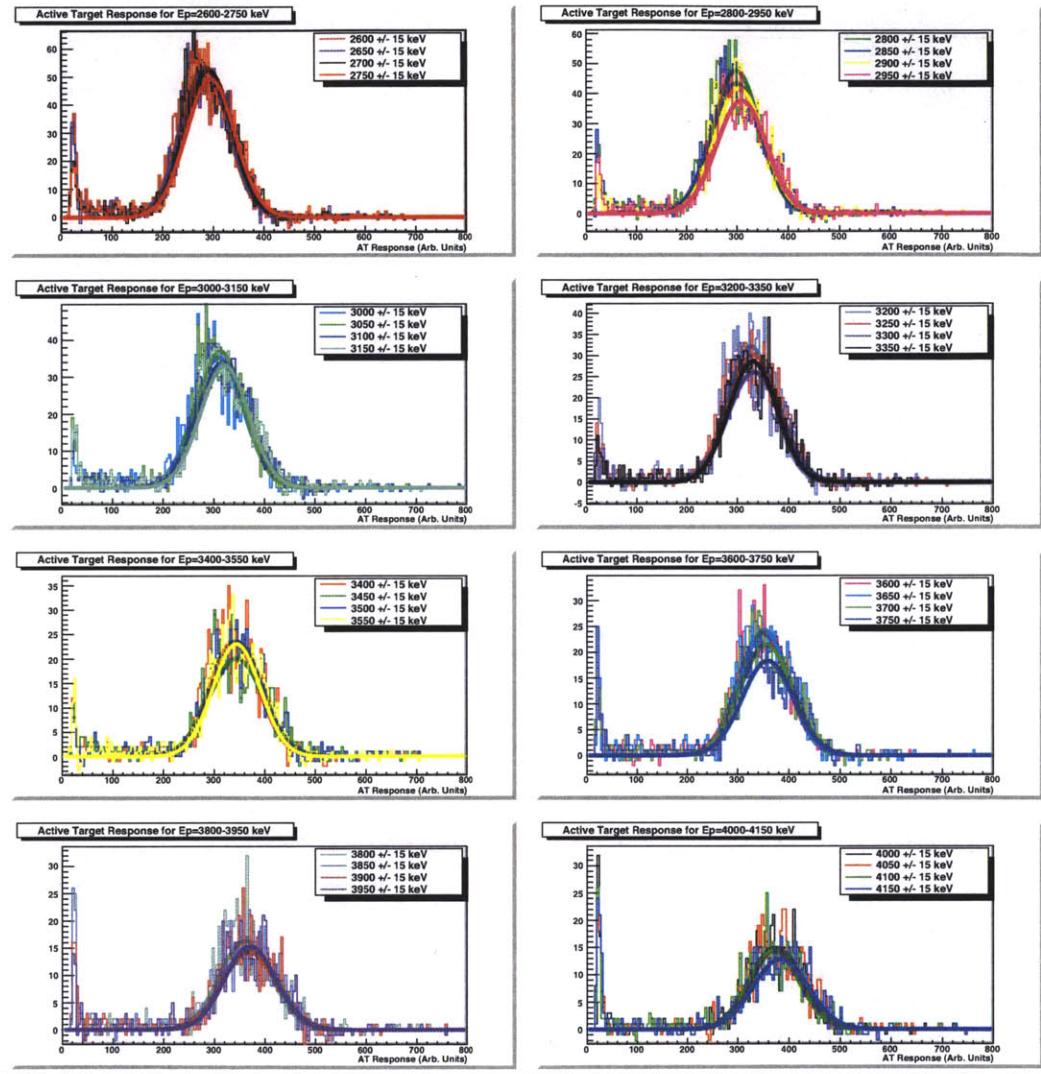 Active Target Response for Ep=2600-2750 keV
2600 +/- 15 keV
2650 +/- 15 keV
2700 +/- 15 keV
2750 +/- 15 keV
60
50
40
30
20
10
0
0 100 200 300 400 500 600 700 800
AT Response (Arb. Units)
Active Target Response for Ep=2800-2950 keV
2800 +/- 15 keV
2850 +/- 15 keV
2900 +/- 15 keV
2950 +/- 15 keV
60
50
40
30
20
10
0
0 100 200 300 400 500 600 700 800
AT Response (Arb. Units)
Active Target Response for Ep=3000-3150 keV
3000 +/- 15 keV
3050 +/- 15 keV
3100 +/- 15 keV
3150 +/- 15 keV
40
30
20
10
0
0 100 200 300 400 500 600 700 800
AT Response (Arb. Units)
Active Target Response for Ep=3200-3350 keV
3200 +/- 15 keV
3250 +/- 15 keV
3300 +/- 15 keV
3350 +/- 15 keV
40
35
30
25
20
15
10
5
0
-5
0 100 200 300 400 500 600 700 800
AT Response (Arb. Units)
Active Target Response for Ep=3400-3550 keV
3400 +/- 15 keV
3450 +/- 15 keV
3500 +/- 15 keV
3550 +/- 15 keV
35
30
25
20
15
10
5
0
0 100 200 300 400 500 600 700 800
AT Response (Arb. Units)
Active Target Response for Ep=3600-3750 keV
3600 +/- 15 keV
3650 +/- 15 keV
3700 +/- 15 keV
3750 +/- 15 keV
30
25
20
15
10
5
0
0 100 200 300 400 500 600 700 800
AT Response (Arb. Units)
Active Target Response for Ep=3800-3950 keV
3800 +/- 15 keV
3850 +/- 15 keV
3900 +/- 15 keV
3950 +/- 15 keV
30
25
20
15
10
5
0
0 100 200 300 400 500 600 700 800
AT Response (Arb. Units)
Active Target Response for Ep=4000-4150 keV
4000 +/- 15 keV
4050 +/- 15 keV
4100 +/- 15 keV
4150 +/- 15 keV
30
25
20
15
10
5
0
0 100 200 300 400 500 600 700 800
AT Response (Arb. Units)